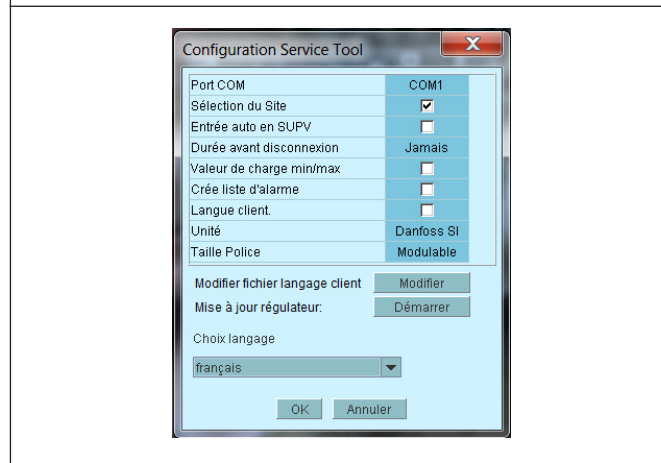 Configuration Service Tool
X
Port COM COM1
Sélection du Site
Entrée auto en SUPV
Durée avant disconnexion Jamais
Valeur de charge min/max
Crée liste d'alarme
Langue client.
Unité Danfoss SI
Taille Police Modulable
Modifier fichier langage client Modifier
Mise à jour régulateur: Démarrer
Choix langage
français
OK Annuler